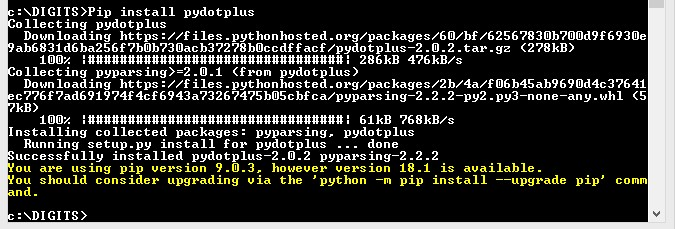 c:\DIGITS>Pip install pydotplus
Collecting pydotplus
  Downloading https://files.pythonhosted.org/packages/60/bf/62567830b700d9f6930e
9ab6831d6ba256f7b0b730acb37278b0ccdffacf/pydotplus-2.0.2.tar.gz (278kB)
    100% |################################| 286kB 476kB/s
Collecting pyparsing>=2.0.1 (from pydotplus)
  Downloading https://files.pythonhosted.org/packages/2b/4a/f06b45ab9690d4c37641
ec776f7ad691974f4cf6943a73267475b05cbfca/pyparsing-2.2.2-py2.py3-none-any.whl (5
7kB)
    100% |################################| 61kB 768kB/s
Installing collected packages: pyparsing, pydotplus
  Running setup.py install for pydotplus ... done
Successfully installed pydotplus-2.0.2 pyparsing-2.2.2
You are using pip version 9.0.3, however version 18.1 is available.
You should consider upgrading via the 'python -m pip install --upgrade pip' comm
and.
c:\DIGITS>